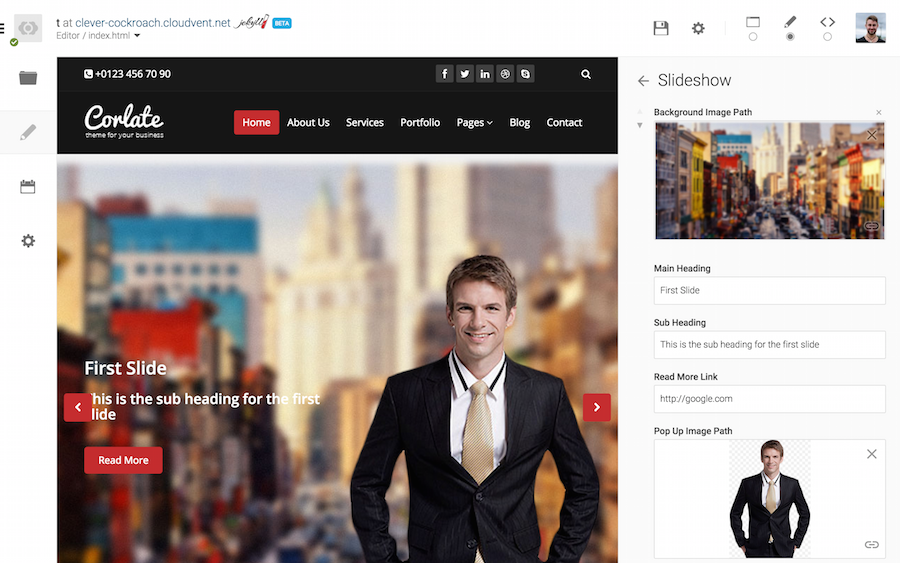 t at clever-cockroach.cloudvent.net jekyll BETA
Editor / index.html
+0123 456 70 90
Corlate
theme for your business
Home About Us Services Portfolio Pages Blog Contact
First Slide
his is the sub heading for the first
lide
Read More
Slideshow
Background Image Path
Main Heading
First Slide
Sub Heading
This is the sub heading for the first slide
Read More Link
http://google.com
Pop Up Image Path